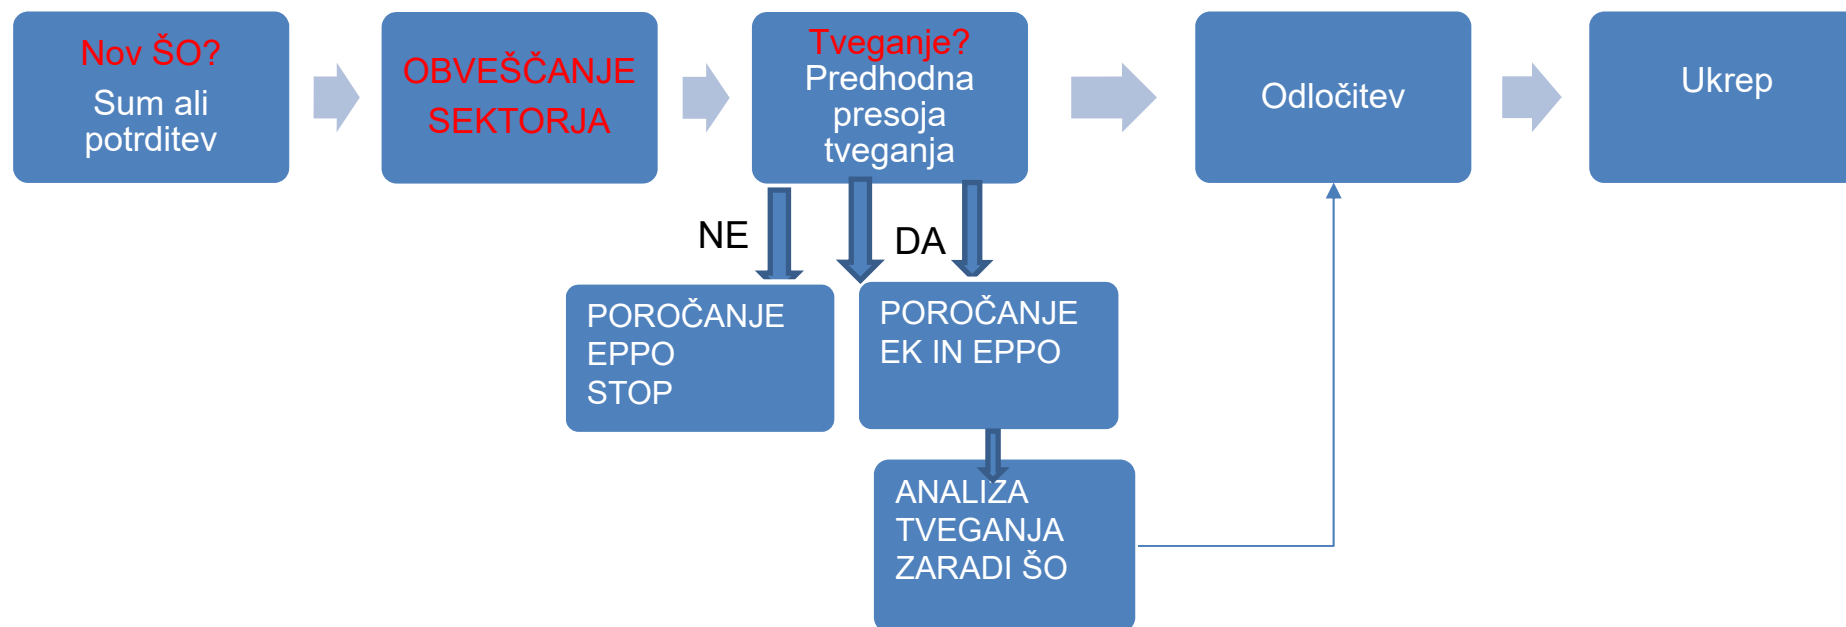 Nov ŠO?
Sum ali
potrditev
OBVEŠČANJE
SEKTORJA
Tveganje?
Predhodna
presoja
tveganja
Odločitev
Ukrep
NE
DA
POROČANJE
EPPO
STOP
POROČANJE
EK IN EPPO
ANALIZA
TVEGANJA
ZARADI ŠO